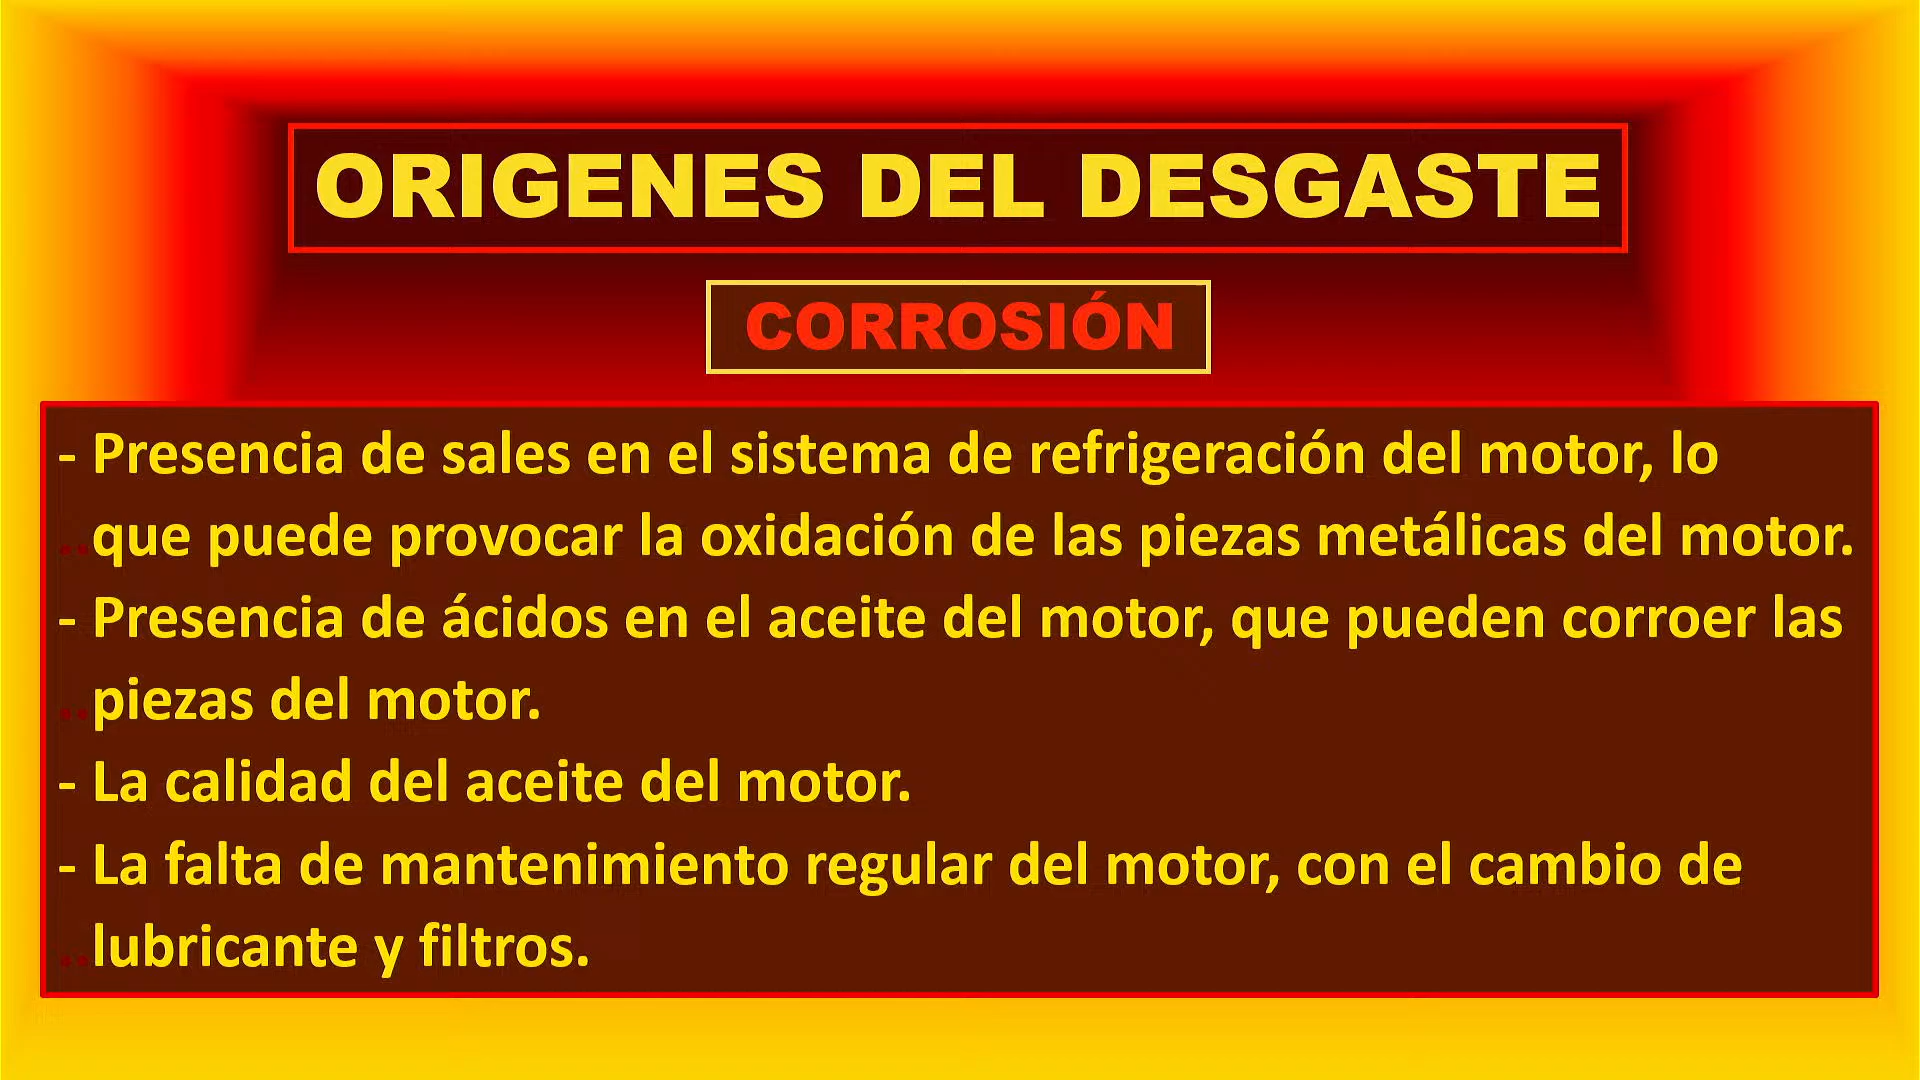 ORIGENES DEL DESGASTE
CORROSIÓN
- Presencia de sales en el sistema de refrigeración del motor, lo
..que puede provocar la oxidación de las piezas metálicas del motor.
- Presencia de ácidos en el aceite del motor, que pueden corroer las
..piezas del motor.
- La calidad del aceite del motor.
- La falta de mantenimiento regular del motor, con el cambio de
..lubricante y filtros.